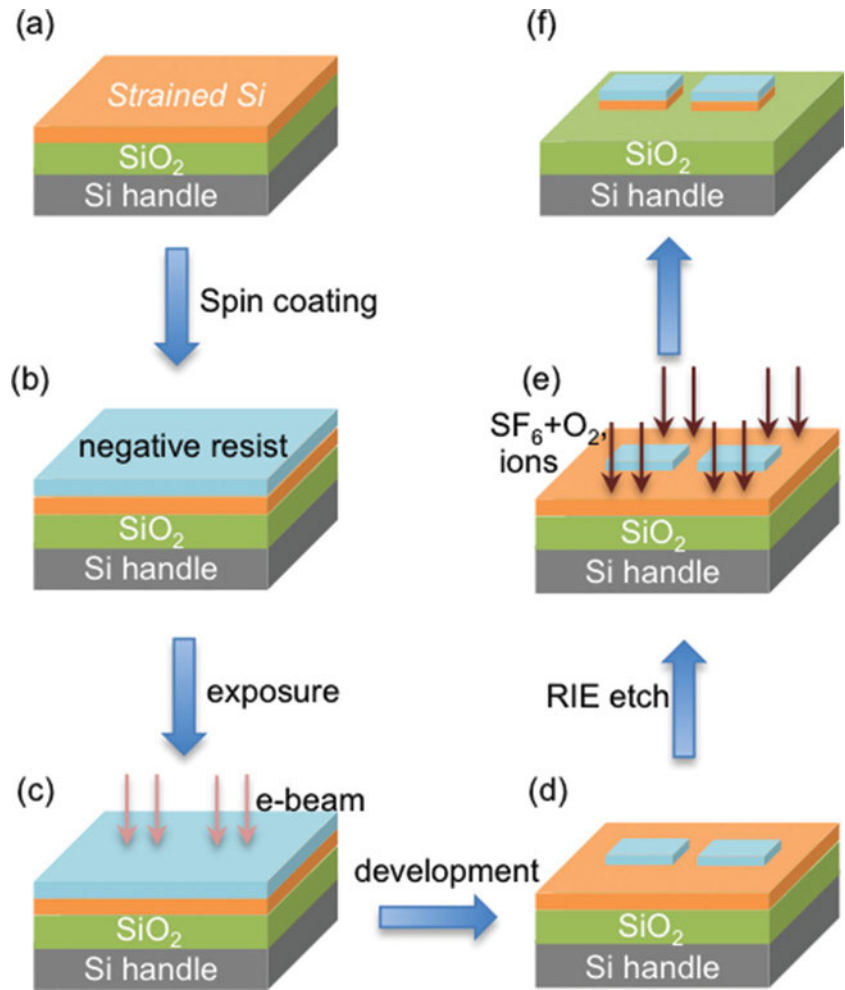 (a)
Strained Si
SiO₂
Si handle
Spin coating
(b)
negative resist
SiO₂
Si handle
exposure
(c)
e-beam
SiO₂
Si handle
development
(d)
SiO₂
Si handle
RIE etch
(e)
SF₆+O₂,
ions
SiO₂
Si handle
(f)
SiO₂
Si handle